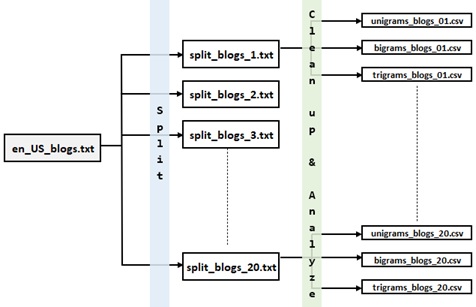 en_US_blogs.txt
Split
split_blogs_1.txt
split_blogs_2.txt
split_blogs_3.txt
split_blogs_20.txt
Clean up & Analyze
unigrams_blogs_01.csv
bigrams_blogs_01.csv
trigrams_blogs_01.csv
unigrams_blogs_20.csv
bigrams_blogs_20.csv
trigrams_blogs_20.csv